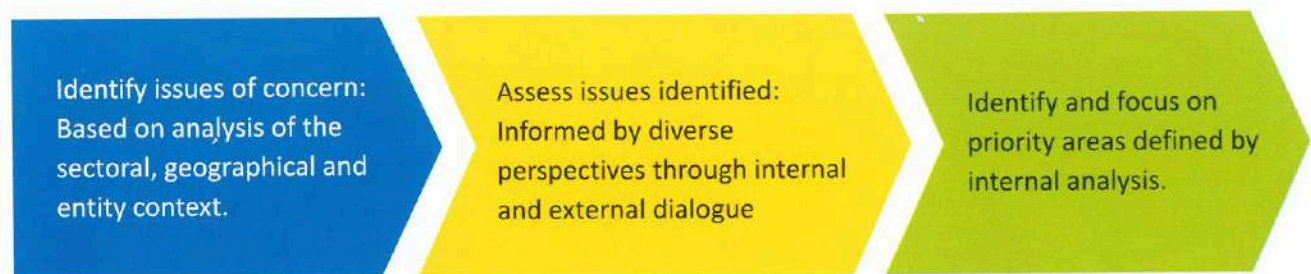 Identify issues of concern:
Based on analysis of the
sectoral, geographical and
entity context.
Assess issues identified:
Informed by diverse
perspectives through internal
and external dialogue
Identify and focus on
priority areas defined by
internal analysis.